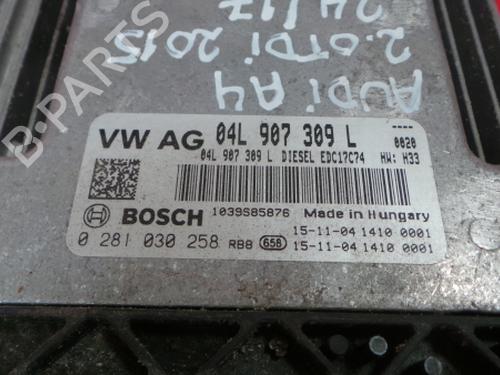 24/17
2.0TDi 2015
AUDi A4
VW AG 04L 907 309 L
0020
04L 907 309 L DIESEL EDC17C74 HW: H33
BOSCH 1039S85876 Made in Hungary
0 281 030 258 RB8 658 15-11-04 1410 0001
15-11-04 1410 0001
B-PARTS